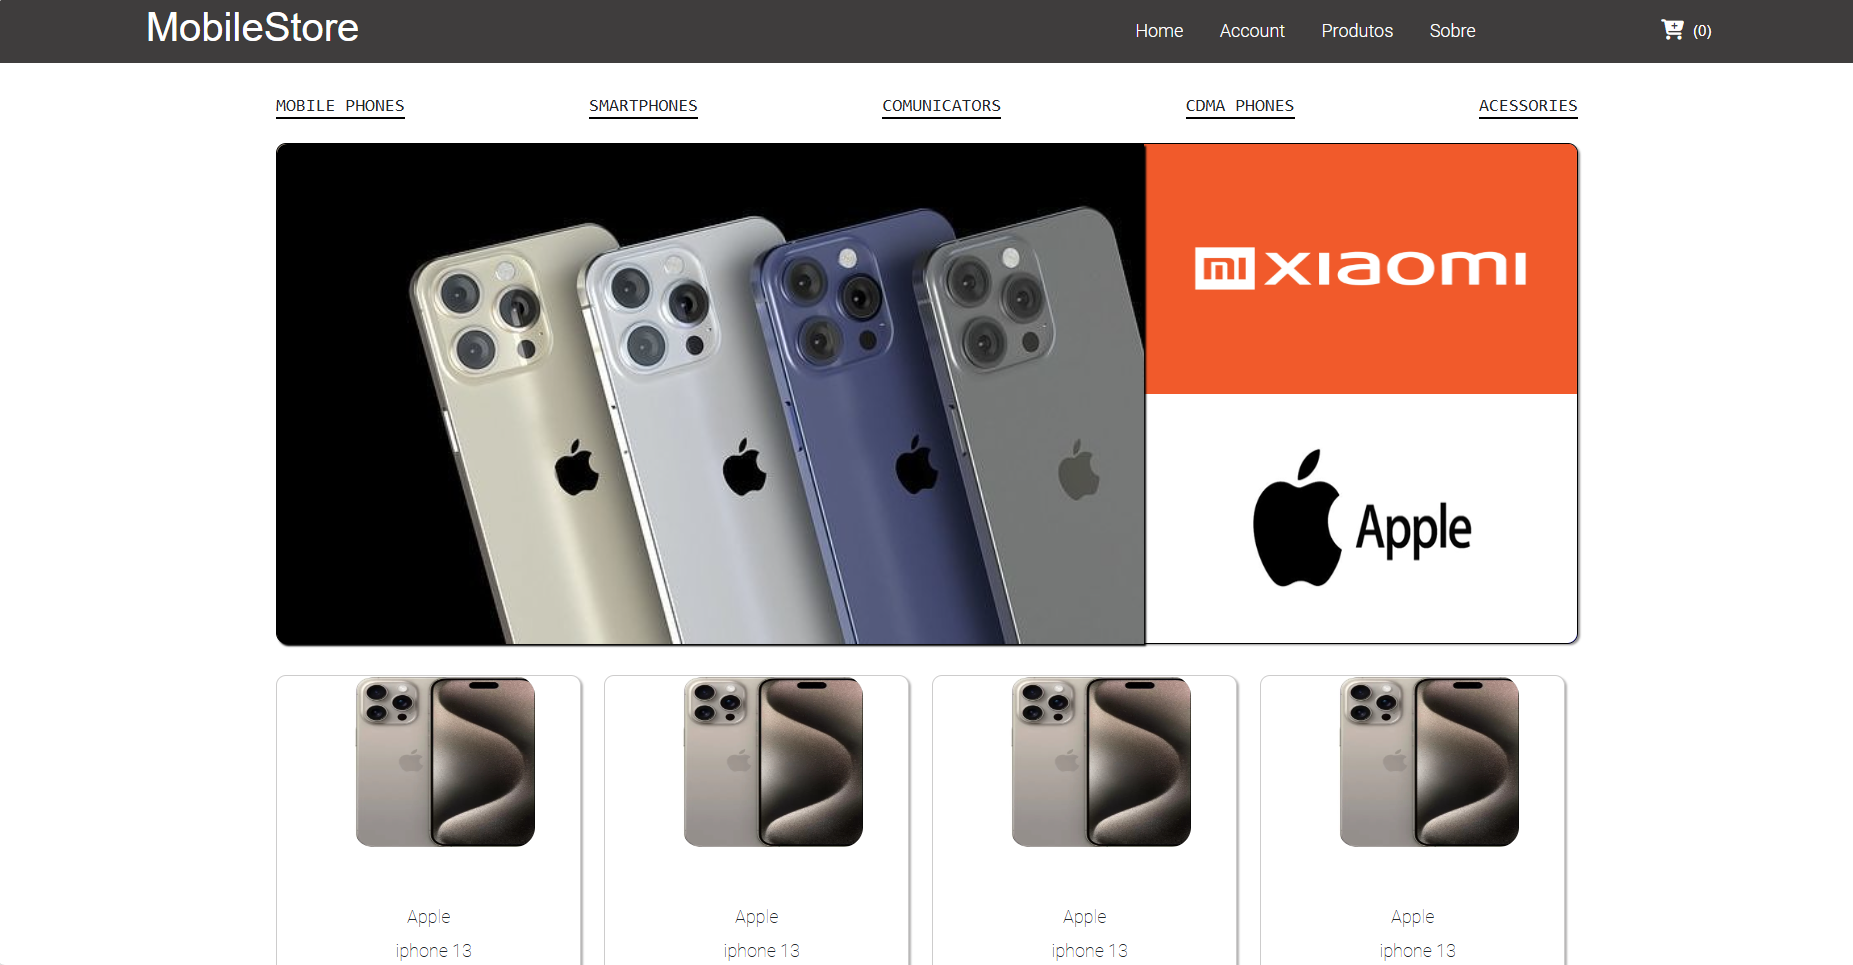 MobileStore
Home Account Produtos Sobre (0)
MOBILE PHONES SMARTPHONES COMUNICATORS CDMA PHONES ACESSORIES
mi xiaomi
Apple
Apple Apple Apple Apple
iphone 13 iphone 13 iphone 13 iphone 13